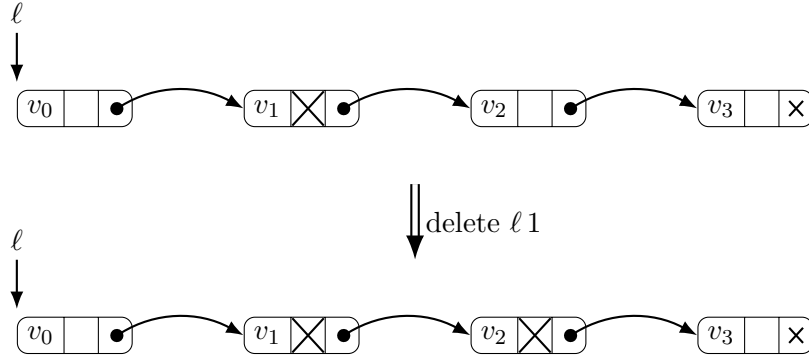 ℓ
v₀ v₁ v₂ v₃
delete ℓ 1
ℓ
v₀ v₁ v₂ v₃